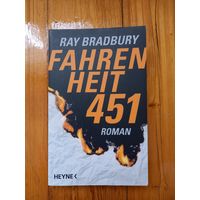 RAY BRADBURY
FAHREN
HEIT
451
ROMAN
HEYNE<